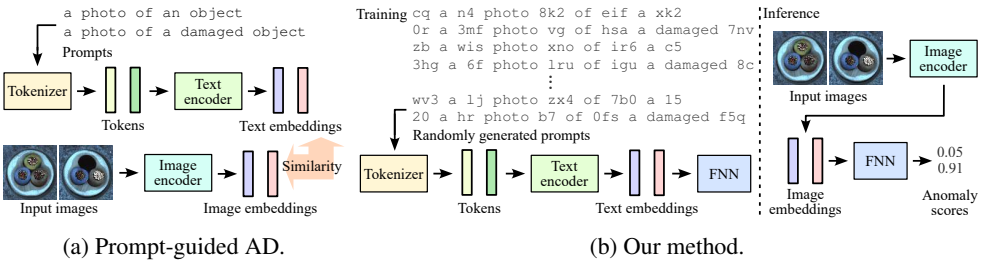 a photo of an object
a photo of a damaged object
Prompts
Tokenizer
Tokens
Text
encoder
Text embeddings
Input images
Image
encoder
Image embeddings
Similarity
(a) Prompt-guided AD.
Training
cq a n4 photo 8k2 of eif a xk2
0r a 3mf photo vg of hsa a damaged 7nv
zb a wis photo xno of ir6 a c5
3hg a 6f photo lru of igu a damaged 8c
⋮
wv3 a lj photo zx4 of 7b0 a 15
20 a hr photo b7 of 0fs a damaged f5q
Randomly generated prompts
Tokenizer
Tokens
Text
encoder
Text embeddings
FNN
Inference
Input images
Image
encoder
Image
embeddings
FNN
0.05
0.91
Anomaly
scores
(b) Our method.